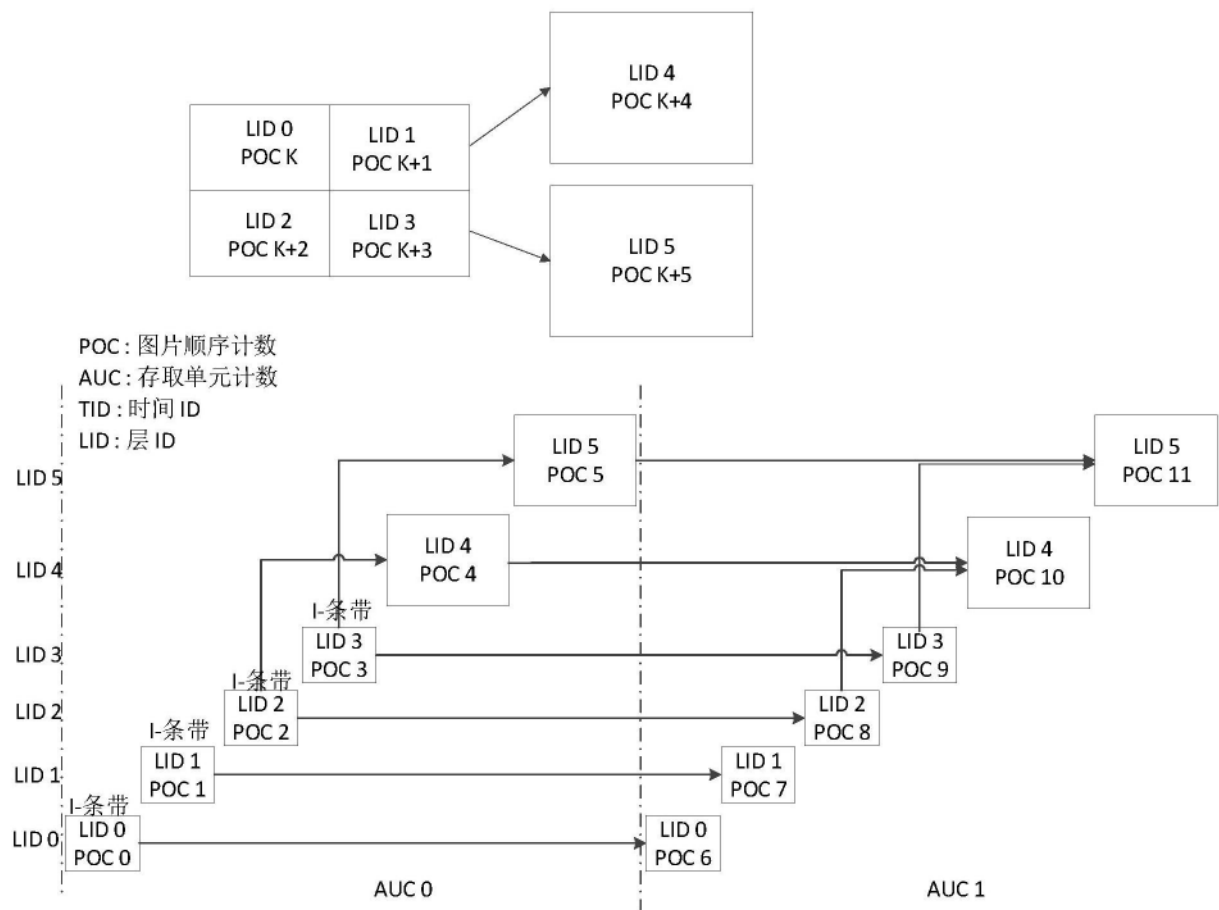 LID 4
POC K+4
LID 0
POC K
LID 1
POC K+1
LID 2
POC K+2
LID 3
POC K+3
LID 5
POC K+5
POC : 图片顺序计数
AUC : 存取单元计数
TID : 时间 ID
LID : 层 ID
LID 5
LID 5
POC 5
LID 5
POC 11
LID 4
LID 4
POC 4
LID 4
POC 10
I-条带
LID 3
LID 3
POC 3
LID 3
POC 9
I-条带
LID 2
LID 2
POC 2
LID 2
POC 8
I-条带
LID 1
LID 1
POC 1
LID 1
POC 7
I-条带
LID 0
LID 0
POC 0
LID 0
POC 6
AUC 0
AUC 1